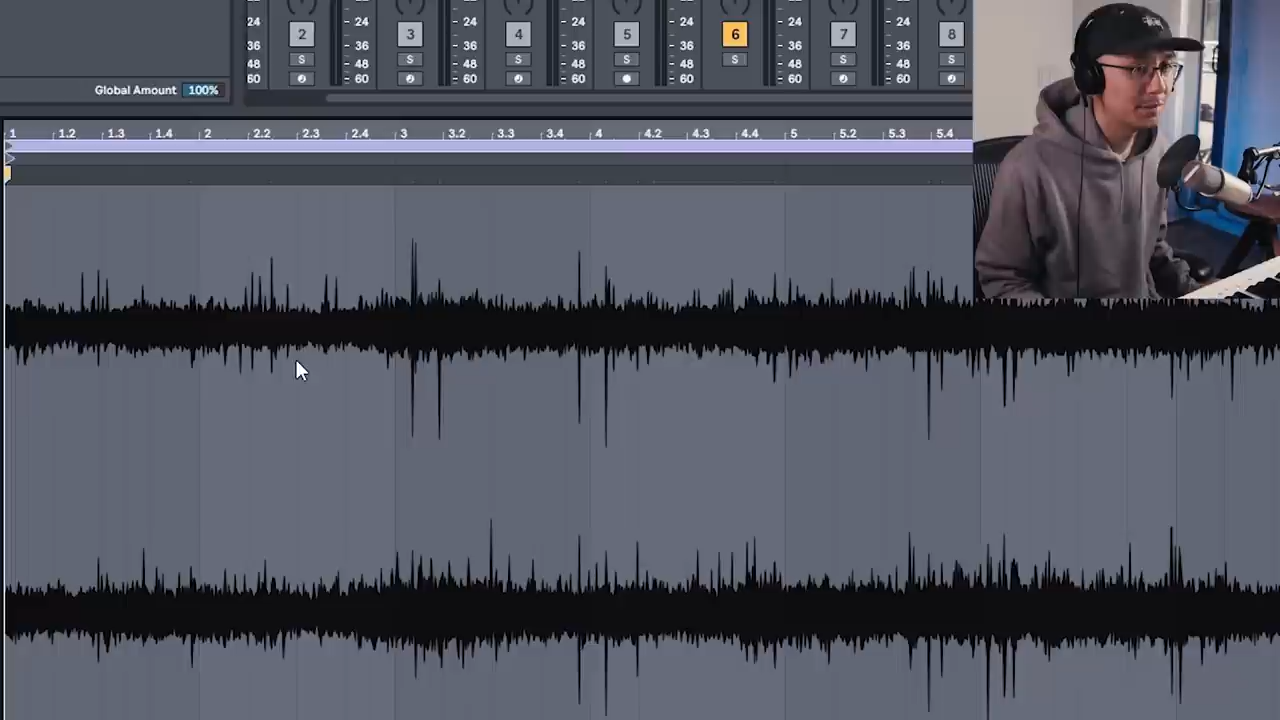 24 24 24 24 24 24 24
2 3 4 5 6 7 8
36 36 36 36 36 36 36
S S S S S S S
48 48 48 48 48 48 48
60 60 60 60 60 60 60
Global Amount 100%
1 1.2 1.3 1.4 2 2.2 2.3 2.4 3 3.2 3.3 3.4 4 4.2 4.3 4.4 5 5.2 5.3 5.4